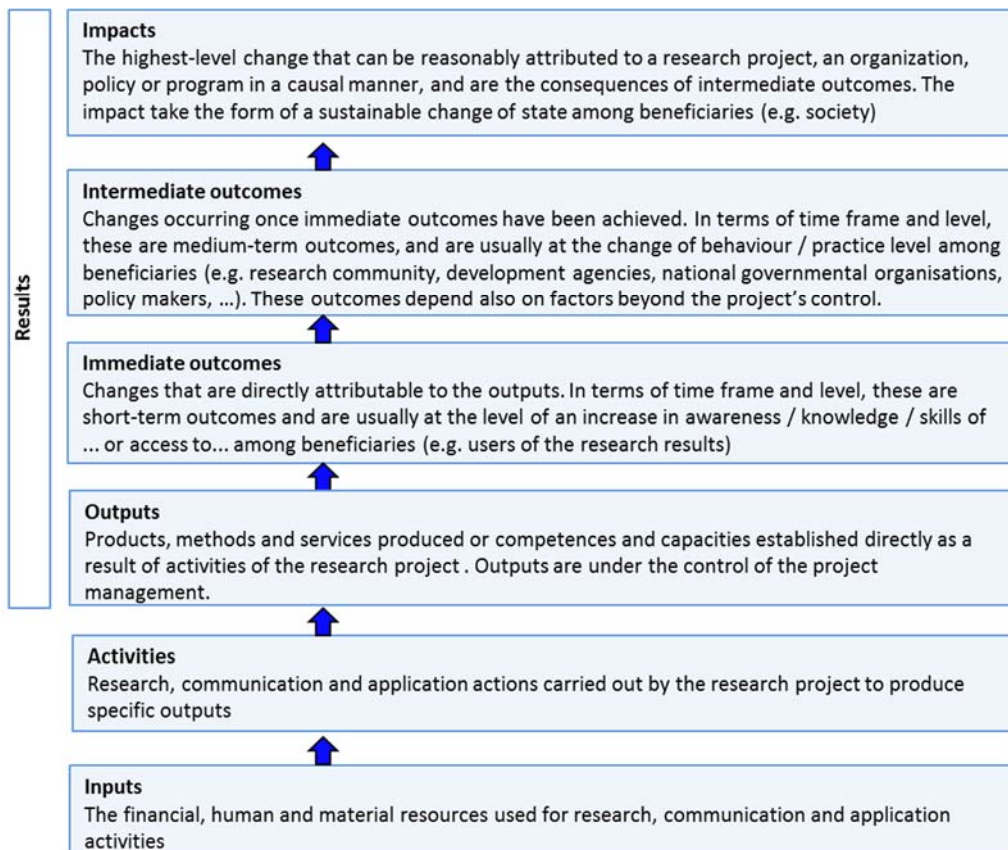 Results
Impacts
The highest-level change that can be reasonably attributed to a research project, an organization,
policy or program in a causal manner, and are the consequences of intermediate outcomes. The
impact take the form of a sustainable change of state among beneficiaries (e.g. society)
Intermediate outcomes
Changes occurring once immediate outcomes have been achieved. In terms of time frame and level,
these are medium-term outcomes, and are usually at the change of behaviour / practice level among
beneficiaries (e.g. research community, development agencies, national governmental organisations,
policy makers, ...). These outcomes depend also on factors beyond the project's control.
Immediate outcomes
Changes that are directly attributable to the outputs. In terms of time frame and level, these are
short-term outcomes and are usually at the level of an increase in awareness / knowledge / skills of
... or access to... among beneficiaries (e.g. users of the research results)
Outputs
Products, methods and services produced or competences and capacities established directly as a
result of activities of the research project . Outputs are under the control of the project
management.
Activities
Research, communication and application actions carried out by the research project to produce
specific outputs
Inputs
The financial, human and material resources used for research, communication and application
activities